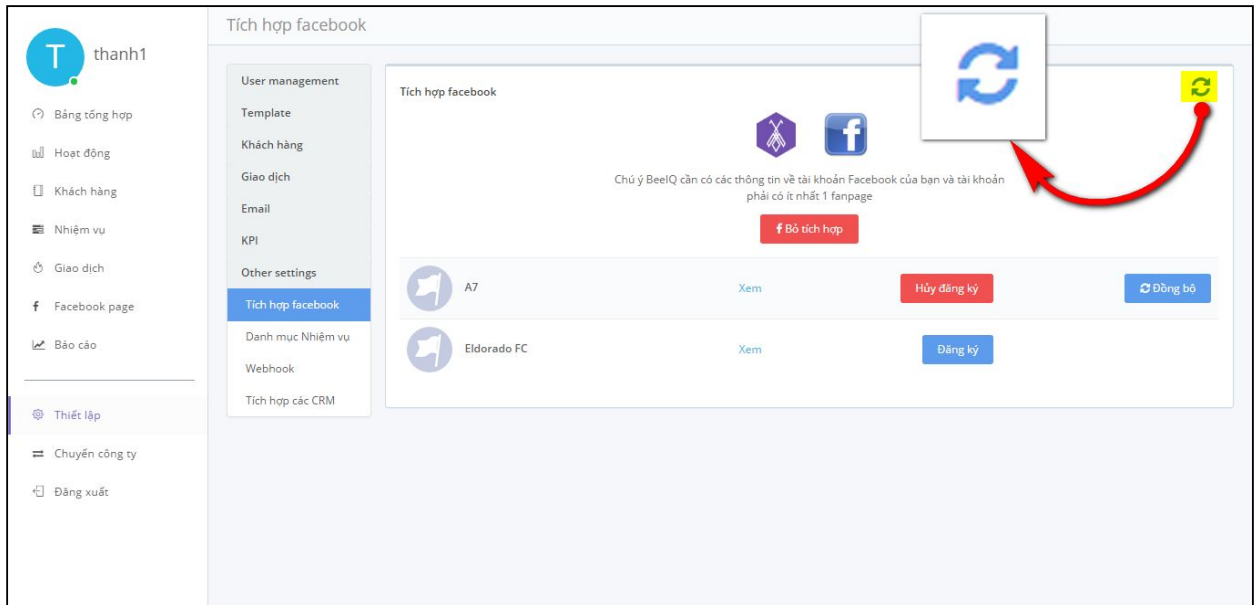 Tích hợp facebook
T
thanh1
Bảng tổng hợp
Hoạt động
Khách hàng
Nhiệm vụ
Giao dịch
Facebook page
Báo cáo
Thiết lập
Chuyển công ty
Đăng xuất
User management
Template
Khách hàng
Giao dịch
Email
KPI
Other settings
Tích hợp facebook
Danh mục Nhiệm vụ
Webhook
Tích hợp các CRM
Tích hợp facebook
Chú ý BeeIQ cần có các thông tin về tài khoản Facebook của bạn và tài khoản
phải có ít nhất 1 fanpage
Bỏ tích hợp
A7 Xem Hủy đăng ký Đồng bộ
Eldorado FC Xem Đăng ký